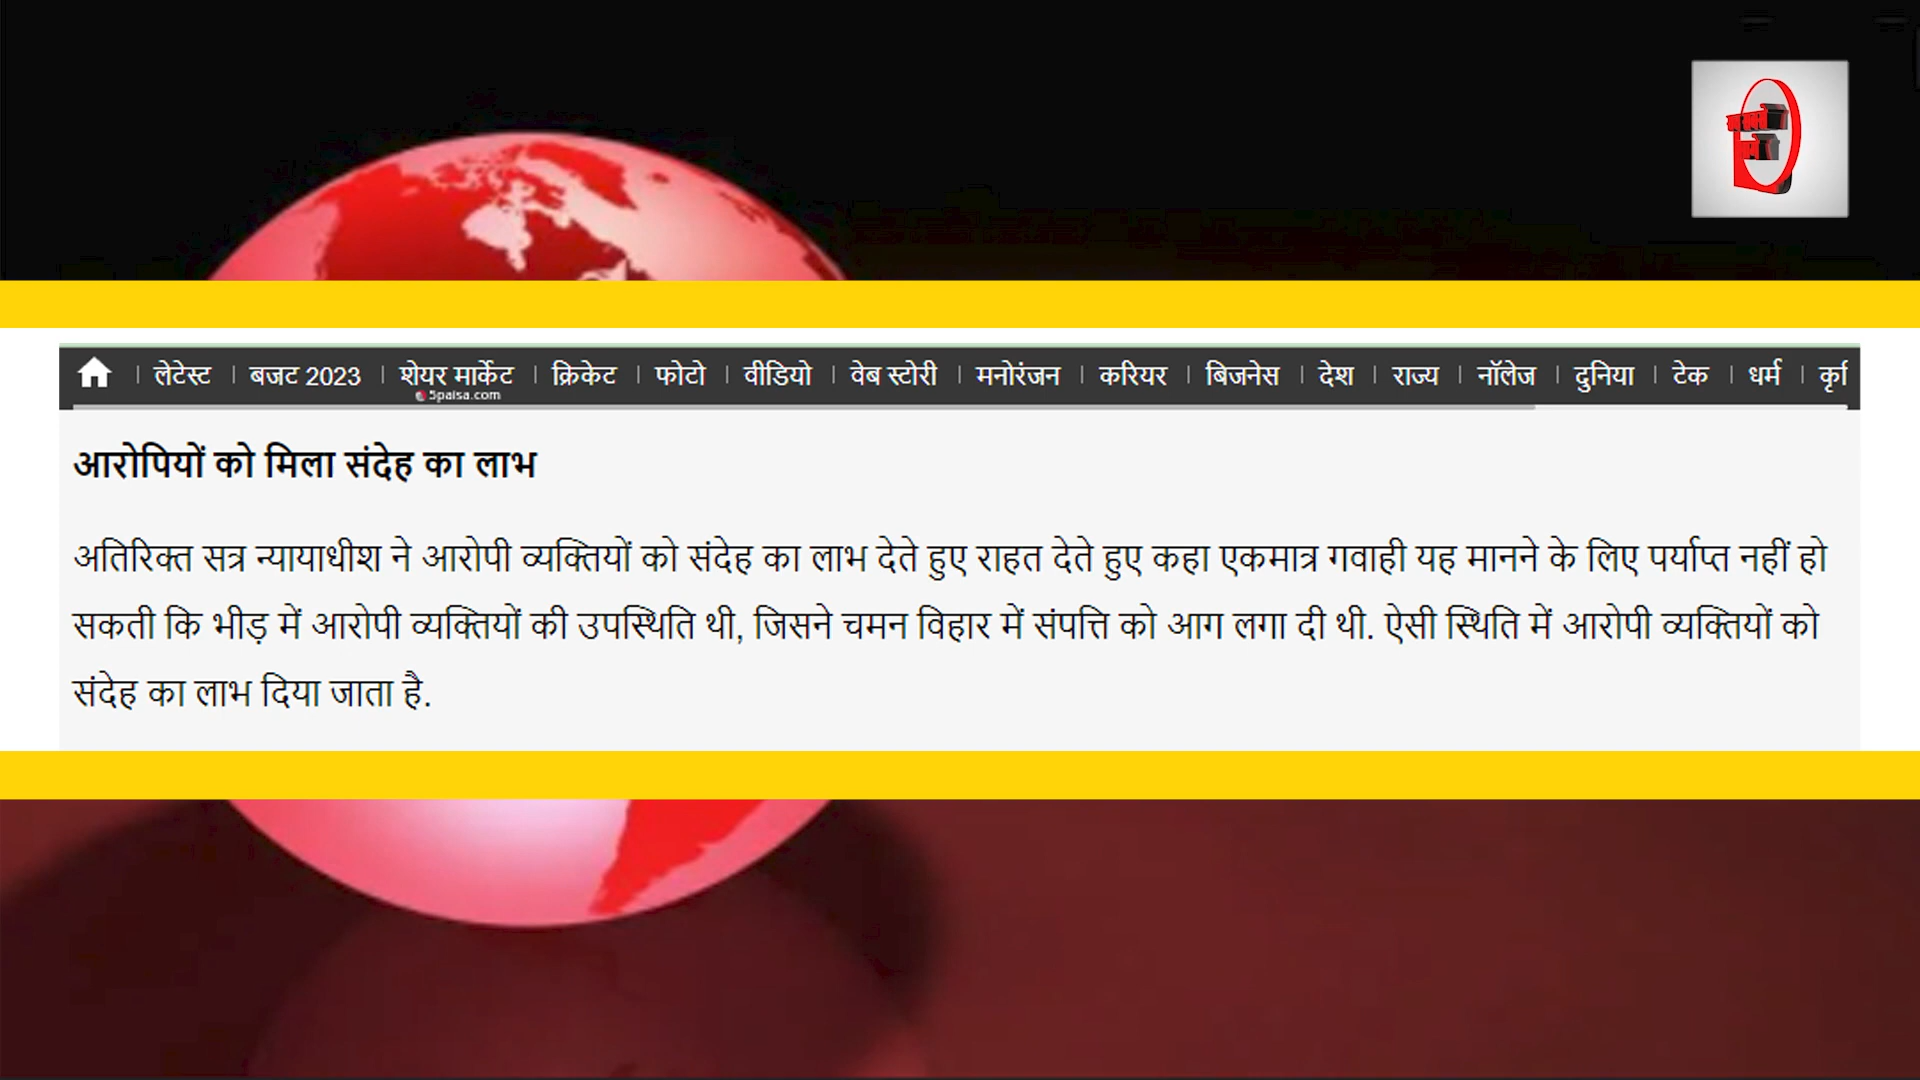 लेटेस्ट बजट 2023 शेयर मार्केट क्रिकेट फोटो वीडियो वेब स्टोरी मनोरंजन करियर बिजनेस देश राज्य नॉलेज दुनिया टेक धर्म कृ
5paisa.com
आरोपियों को मिला संदेह का लाभ
अतिरिक्त सत्र न्यायाधीश ने आरोपी व्यक्तियों को संदेह का लाभ देते हुए राहत देते हुए कहा एकमात्र गवाही यह मानने के लिए पर्याप्त नहीं हो
सकती कि भीड़ में आरोपी व्यक्तियों की उपस्थिति थी, जिसने चमन विहार में संपत्ति को आग लगा दी थी. ऐसी स्थिति में आरोपी व्यक्तियों को
संदेह का लाभ दिया जाता है.